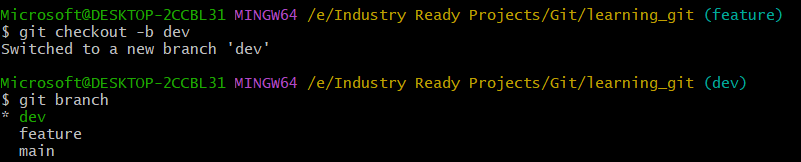 Microsoft@DESKTOP-2CCBL31 MINGW64 /e/Industry Ready Projects/Git/learning_git (feature)
$ git checkout -b dev
Switched to a new branch 'dev'
Microsoft@DESKTOP-2CCBL31 MINGW64 /e/Industry Ready Projects/Git/learning_git (dev)
$ git branch
* dev
feature
main